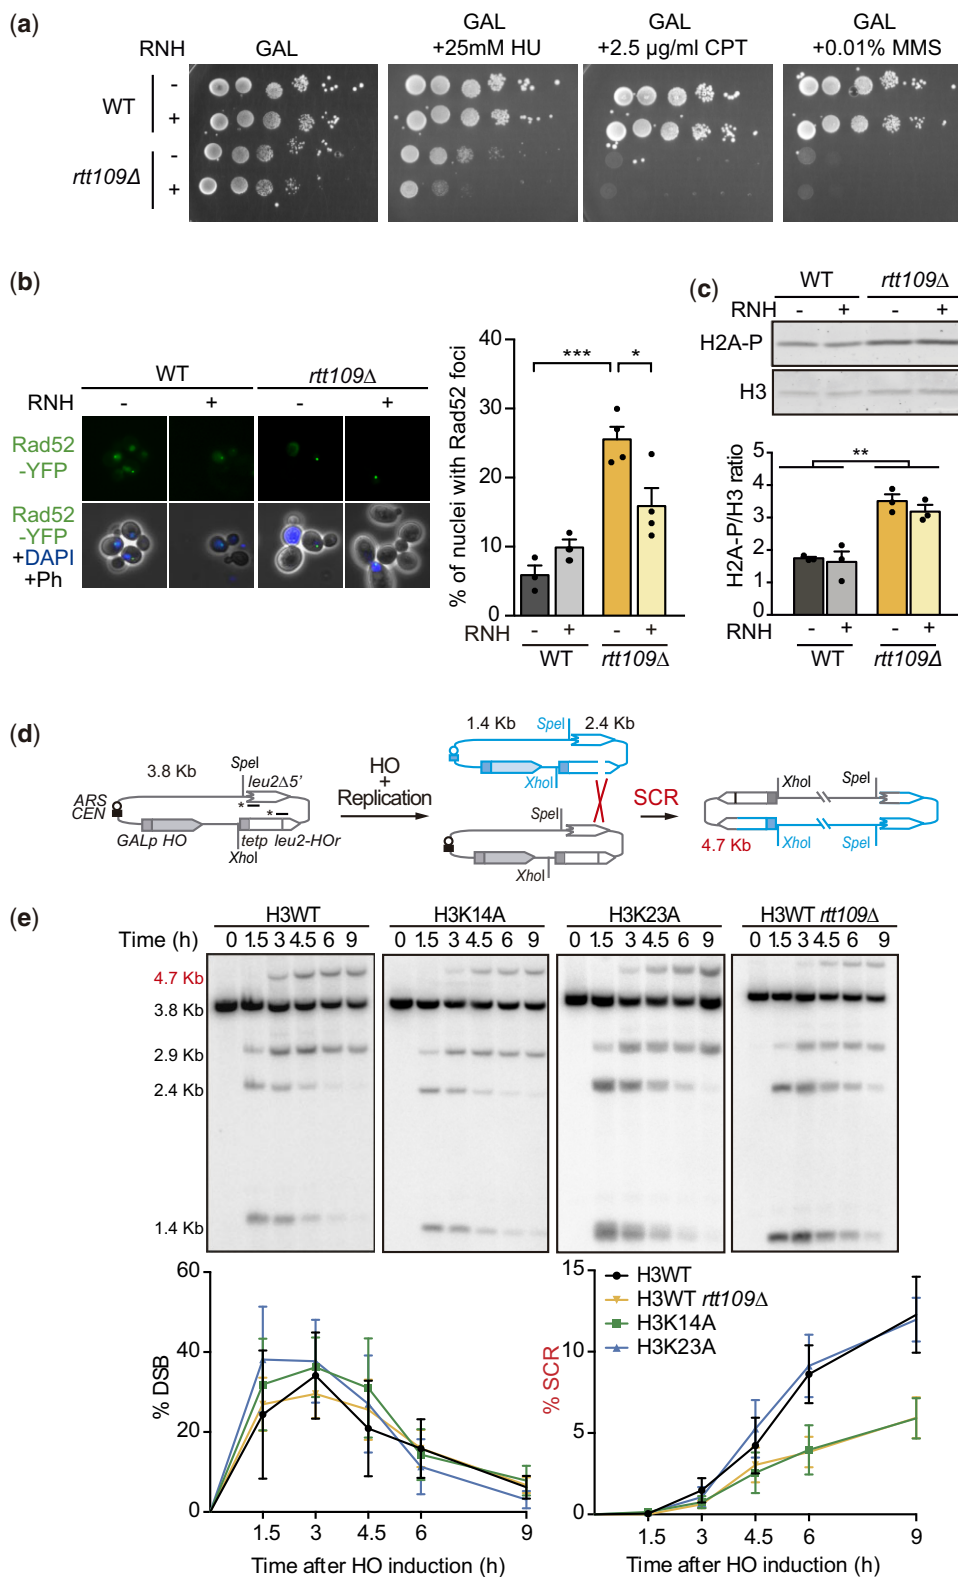 (a)
RNH
GAL
GAL
+25mM HU
GAL
+2.5 µg/ml CPT
GAL
+0.01% MMS
WT
-
+
rtt109Δ
-
+
(b)
WT
rtt109Δ
RNH
-
+
-
+
Rad52
-YFP
Rad52
-YFP
+DAPI
+Ph
% of nuclei with Rad52 foci
40
30
20
10
0
***
*
RNH
-
+
-
+
WT
rtt109Δ
(c)
WT
rtt109Δ
RNH
-
+
-
+
H2A-P
H3
H2A-P/H3 ratio
5
4
3
2
1
0
**
RNH
-
+
-
+
WT
rtt109Δ
(d)
3.8 Kb
SpeI
leu2Δ5'
ARS
CEN
*
*
GALp HO
tetp leu2-HOr
XhoI
HO
+
Replication
1.4 Kb
SpeI
2.4 Kb
XhoI
SpeI
XhoI
SCR
XhoI
SpeI
4.7 Kb
XhoI
SpeI
(e)
H3WT
H3K14A
H3K23A
H3WT rtt109Δ
Time (h)
0 1.5 3 4.5 6 9
0 1.5 3 4.5 6 9
0 1.5 3 4.5 6 9
0 1.5 3 4.5 6 9
4.7 Kb
3.8 Kb
2.9 Kb
2.4 Kb
1.4 Kb
% DSB
60
40
20
0
1.5 3 4.5 6 9
Time after HO induction (h)
% SCR
15
10
5
0
H3WT
H3WT rtt109Δ
H3K14A
H3K23A
1.5 3 4.5 6 9
Time after HO induction (h)